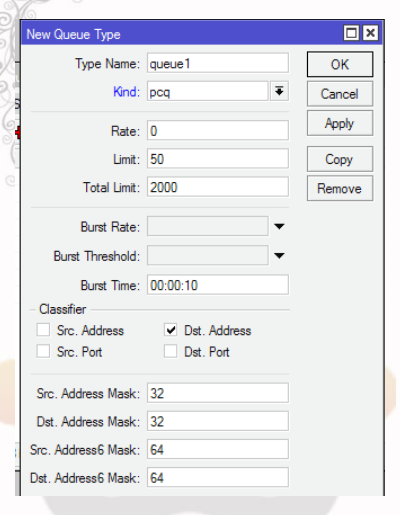 New Queue Type
Type Name: queue1
OK
Kind: pcq
Cancel
Rate: 0
Apply
Limit: 50
Copy
Total Limit: 2000
Remove
Burst Rate:
Burst Threshold:
Burst Time: 00:00:10
Classifier
Src. Address Dst. Address
Src. Port Dst. Port
Src. Address Mask: 32
Dst. Address Mask: 32
Src. Address6 Mask: 64
Dst. Address6 Mask: 64